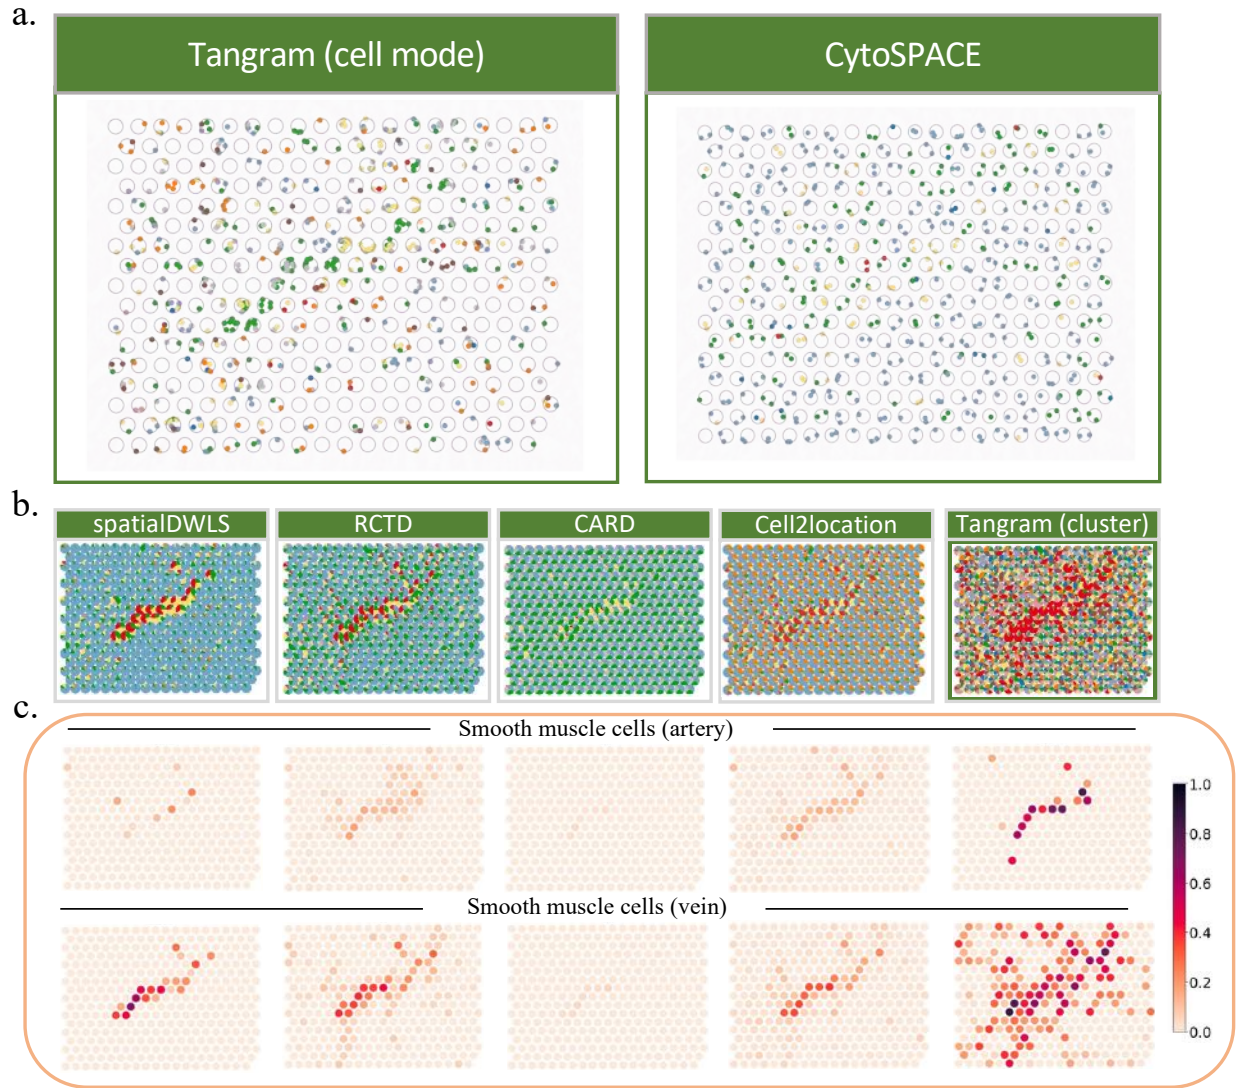 a.
Tangram (cell mode)
CytoSPACE
b.
spatialDWLS
RCTD
CARD
Cell2location
Tangram (cluster)
c.
Smooth muscle cells (artery)
1.0
0.8
0.6
0.4
0.2
0.0
Smooth muscle cells (vein)